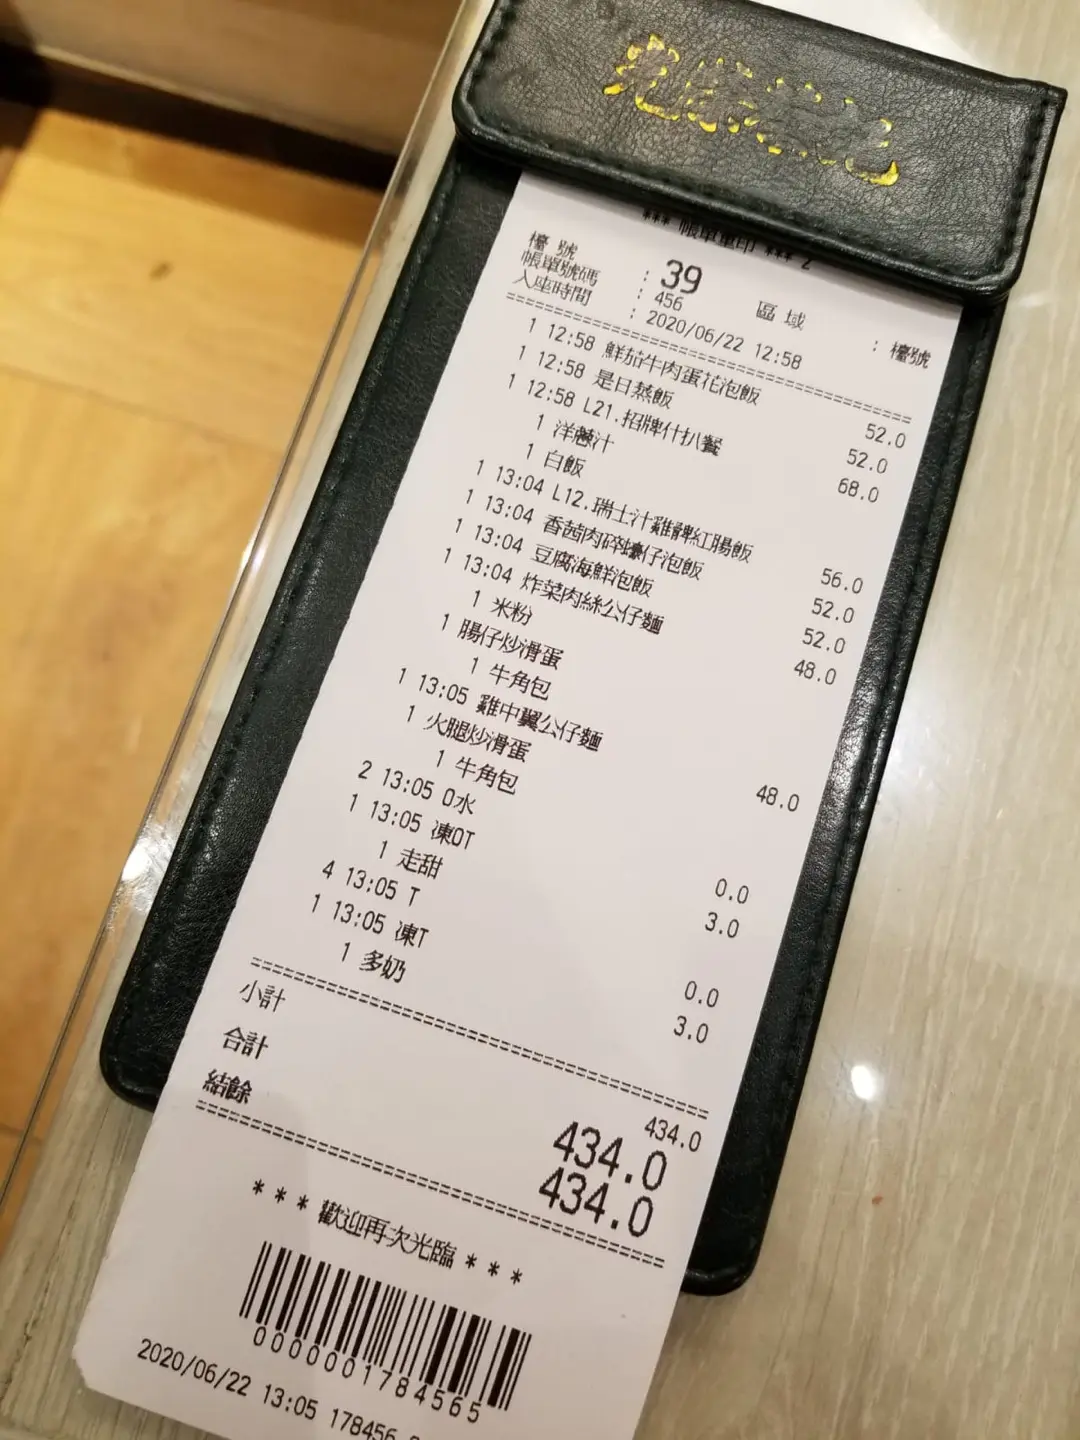 *** 帳單重印 *** 2
檯號 : 39 區域 : 檯號
帳單號碼 : 456
入座時間 : 2020/06/22 12:58
1 12:58 鮮茄牛肉蛋花泡飯 52.0
1 12:58 是日蒸飯 52.0
1 12:58 L21.招牌什扒餐 68.0
1 洋蔥汁
1 白飯
1 13:04 L12.瑞士汁雞髀紅腸飯 56.0
1 13:04 香茜肉碎蠔仔泡飯 52.0
1 13:04 豆腐海鮮泡飯 52.0
1 13:04 炸菜肉絲公仔麵 48.0
1 米粉
1 腸仔炒滑蛋
1 牛角包
1 13:05 雞中翼公仔麵 48.0
1 火腿炒滑蛋
1 牛角包
2 13:05 0水 0.0
1 13:05 凍OT 3.0
1 走甜
4 13:05 T 0.0
1 13:05 凍T 3.0
1 多奶
小計 434.0
合計 434.0
結餘 434.0
*** 歡迎再次光臨 ***
0000001784565
2020/06/22 13:05 178456